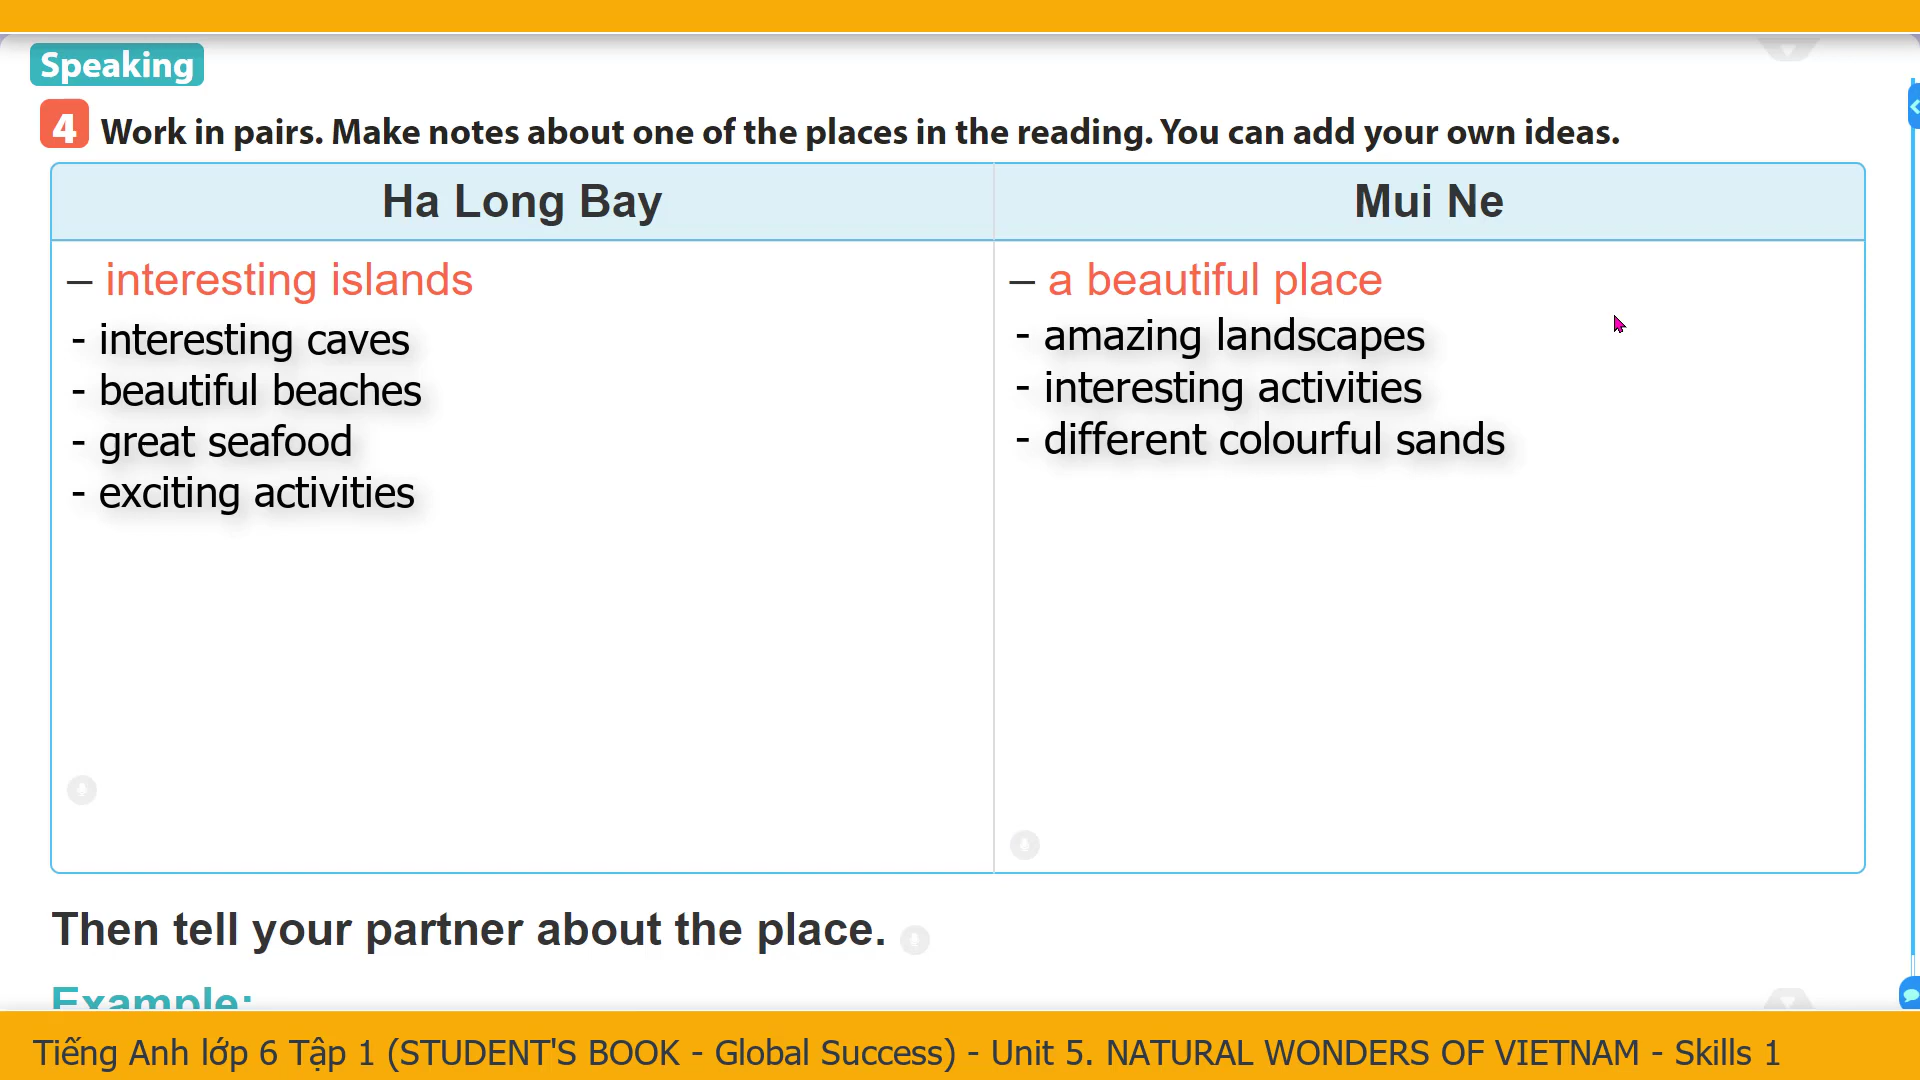 Speaking
4 Work in pairs. Make notes about one of the places in the reading. You can add your own ideas.
Ha Long Bay
Mui Ne
– interesting islands
- interesting caves
- beautiful beaches
- great seafood
- exciting activities
– a beautiful place
- amazing landscapes
- interesting activities
- different colourful sands
Then tell your partner about the place.
Example:
Tiếng Anh lớp 6 Tập 1 (STUDENT'S BOOK - Global Success) - Unit 5. NATURAL WONDERS OF VIETNAM - Skills 1